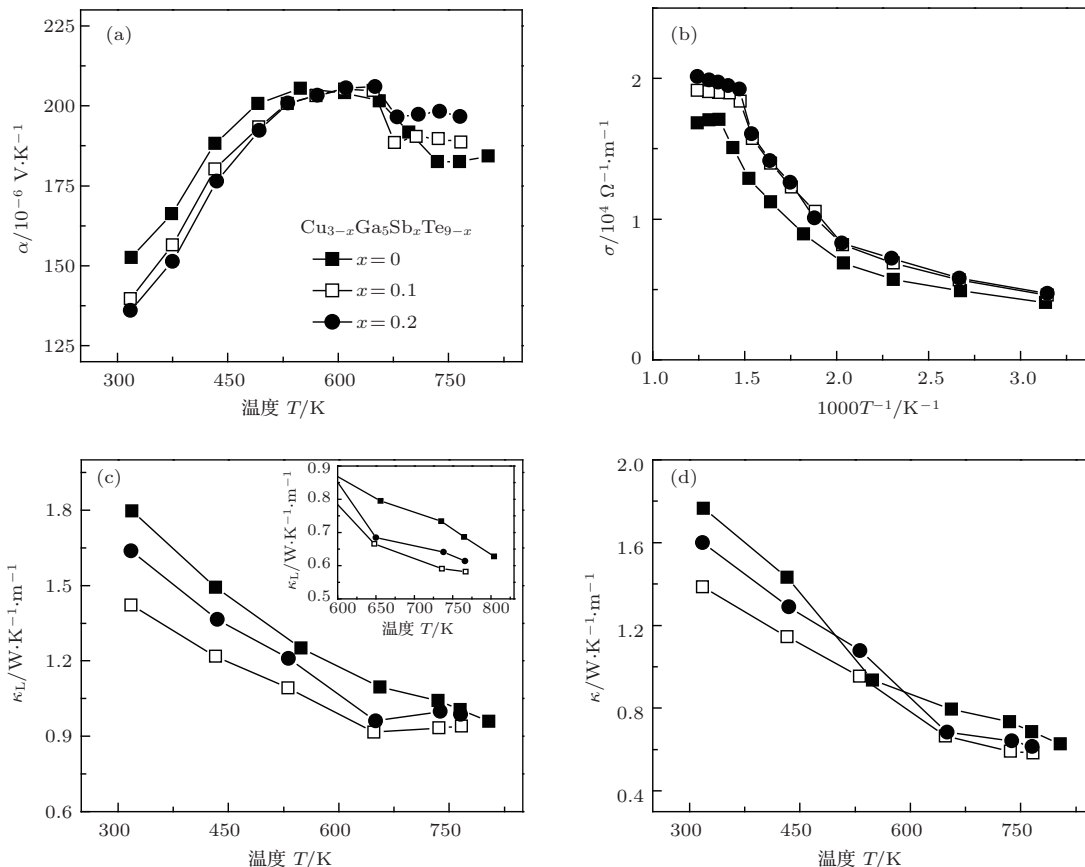 (a)
225
200
175
150
125
α/10⁻⁶ V·K⁻¹
Cu₃₋ₓGa₅SbₓTe₉₋ₓ
x = 0
x = 0.1
x = 0.2
300 450 600 750
温度 T/K
(b)
2
1
0
σ/10⁴ Ω⁻¹·m⁻¹
1.0 1.5 2.0 2.5 3.0
1000T⁻¹/K⁻¹
(c)
1.8
1.5
1.2
0.9
0.6
κL/W·K⁻¹·m⁻¹
300 450 600 750
温度 T/K
0.9
0.8
0.7
0.6
0.5
κL/W·K⁻¹·m⁻¹
600 650 700 750 800
温度 T/K
(d)
2.0
1.6
1.2
0.8
0.4
κ/W·K⁻¹·m⁻¹
300 450 600 750
温度 T/K